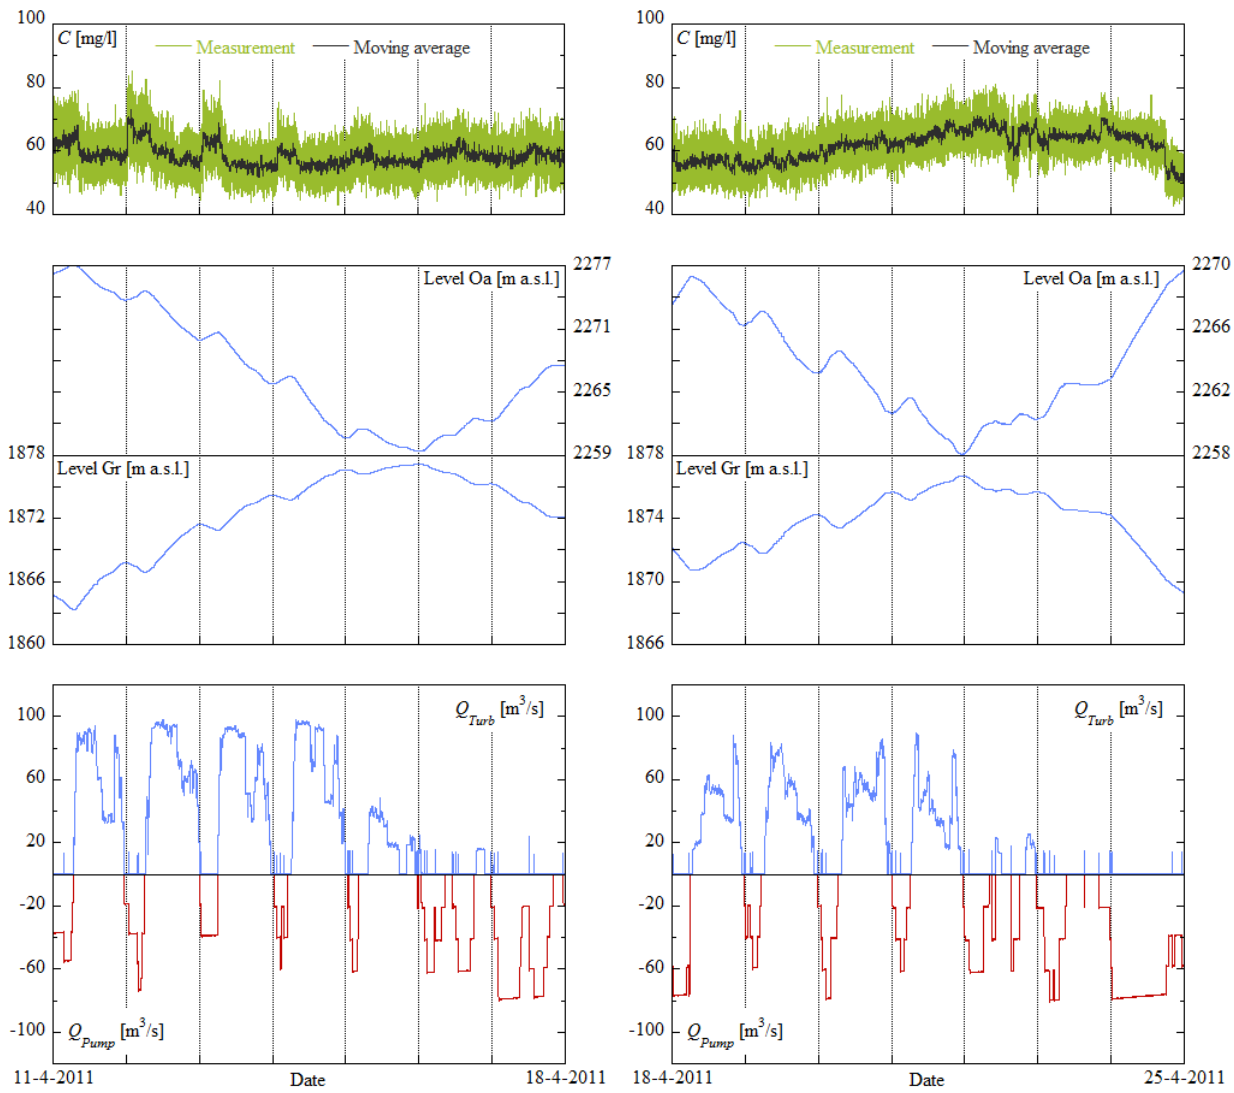 100
C [mg/l]
Measurement
Moving average
80
60
40
100
C [mg/l]
Measurement
Moving average
80
60
40
Level Oa [m a.s.l.]
2277
2271
2265
2259
1878
Level Gr [m a.s.l.]
1872
1866
1860
Level Oa [m a.s.l.]
2270
2266
2262
2258
1878
Level Gr [m a.s.l.]
1874
1870
1866
Q_Turb [m³/s]
100
60
20
-20
-60
-100
Q_Pump [m³/s]
11-4-2011
Date
18-4-2011
Q_Turb [m³/s]
100
60
20
-20
-60
-100
Q_Pump [m³/s]
18-4-2011
Date
25-4-2011